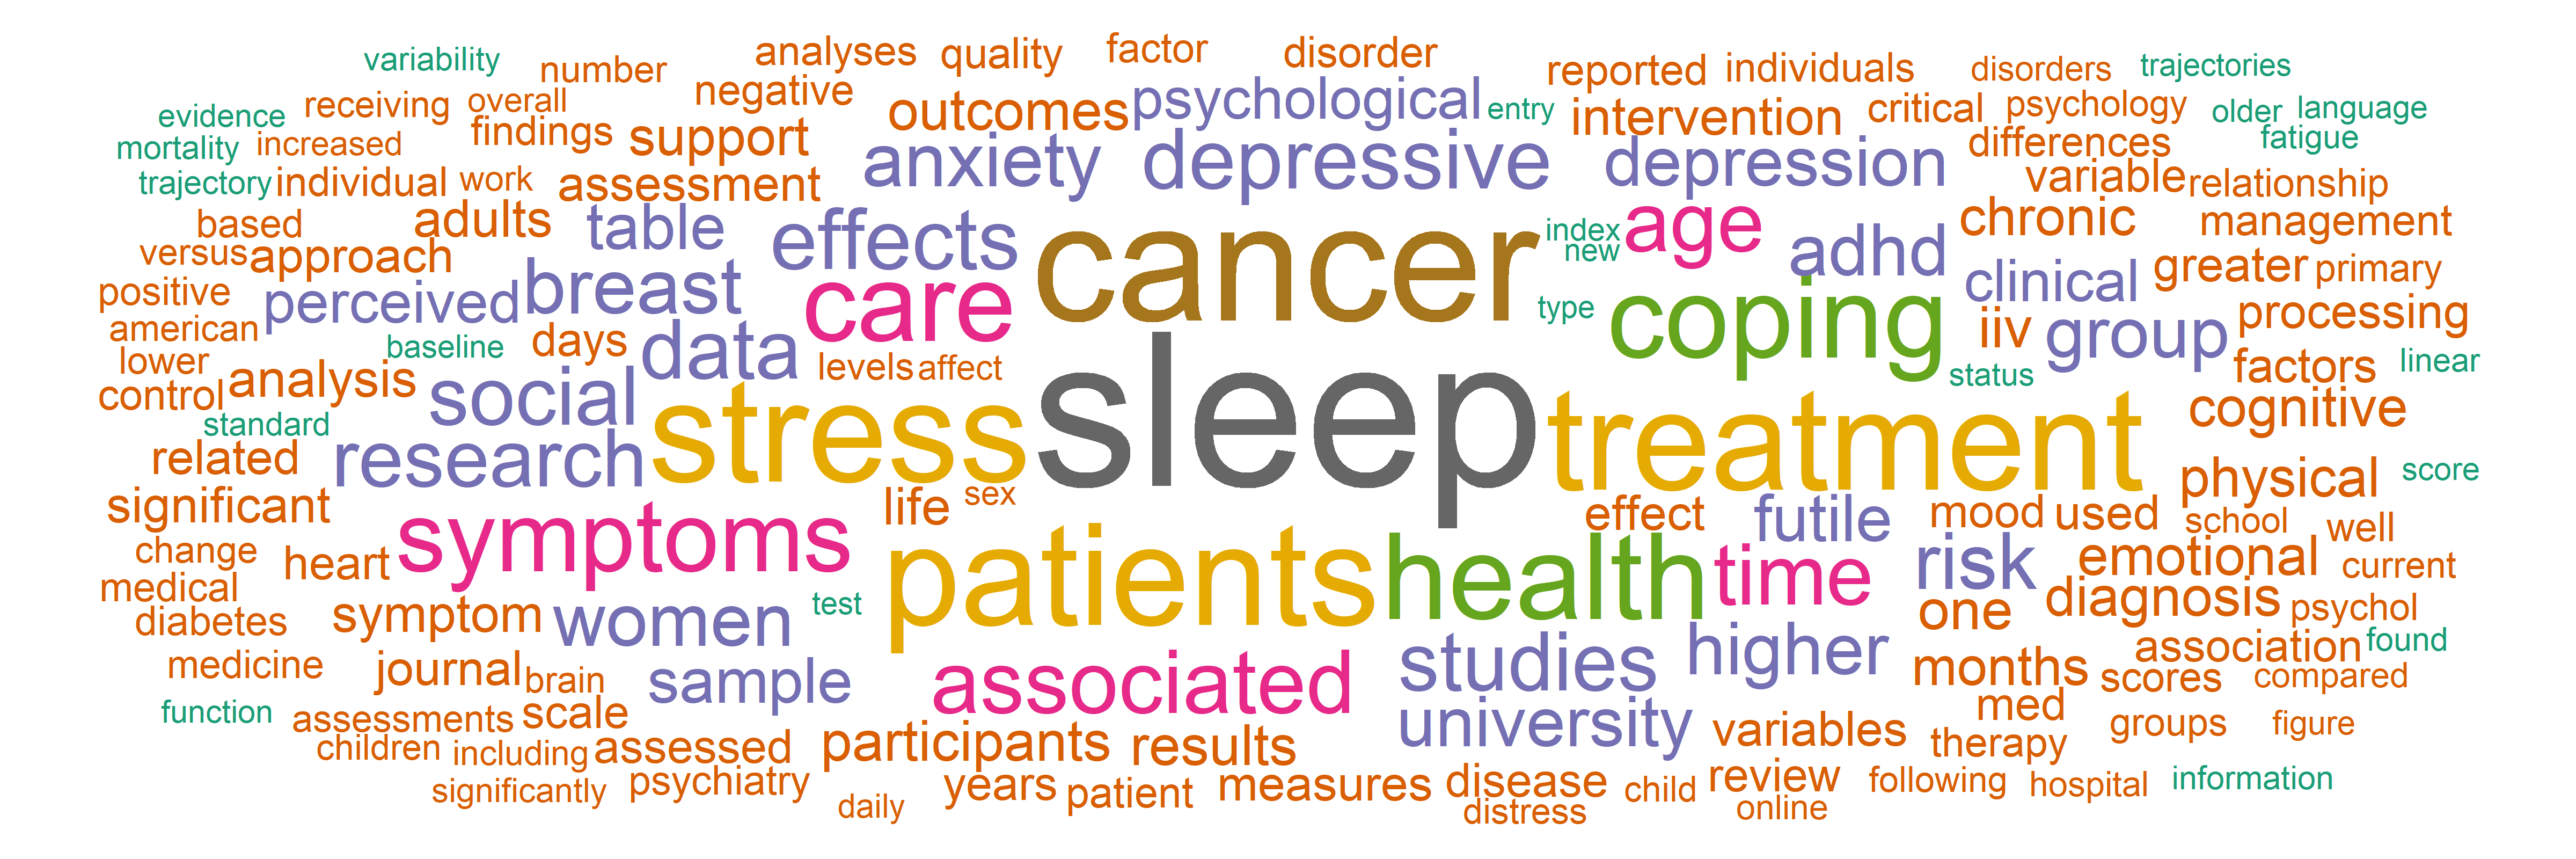 variability
number
analyses
quality
factor
disorder
reported
individuals
disorders
trajectories
evidence
receiving
overall
negative
outcomes
psychological
entry
intervention
critical
psychology
older
language
mortality
increased
findings
support
anxiety
depressive
depression
differences
fatigue
trajectory
individual
work
assessment
variable
relationship
based
adults
table
effects
cancer
index
new
age
adhd
chronic
management
versus
approach
positive
perceived
breast
care
type
coping
clinical
greater
primary
american
baseline
days
data
levels
affect
iiv
group
processing
lower
control
analysis
social
stress
sleep
treatment
status
factors
linear
standard
related
research
cognitive
significant
symptoms
life
sex
effect
futile
mood
used
physical
score
school
well
change
heart
patients
health
time
risk
emotional
current
medical
diabetes
symptom
women
test
one
diagnosis
psychol
medicine
journal
brain
sample
associated
studies
higher
months
association
found
scores
compared
function
assessments
scale
university
med
groups
figure
children
including
assessed
participants
results
variables
therapy
significantly
psychiatry
daily
years
patient
measures
disease
distress
child
review
online
following
hospital
information